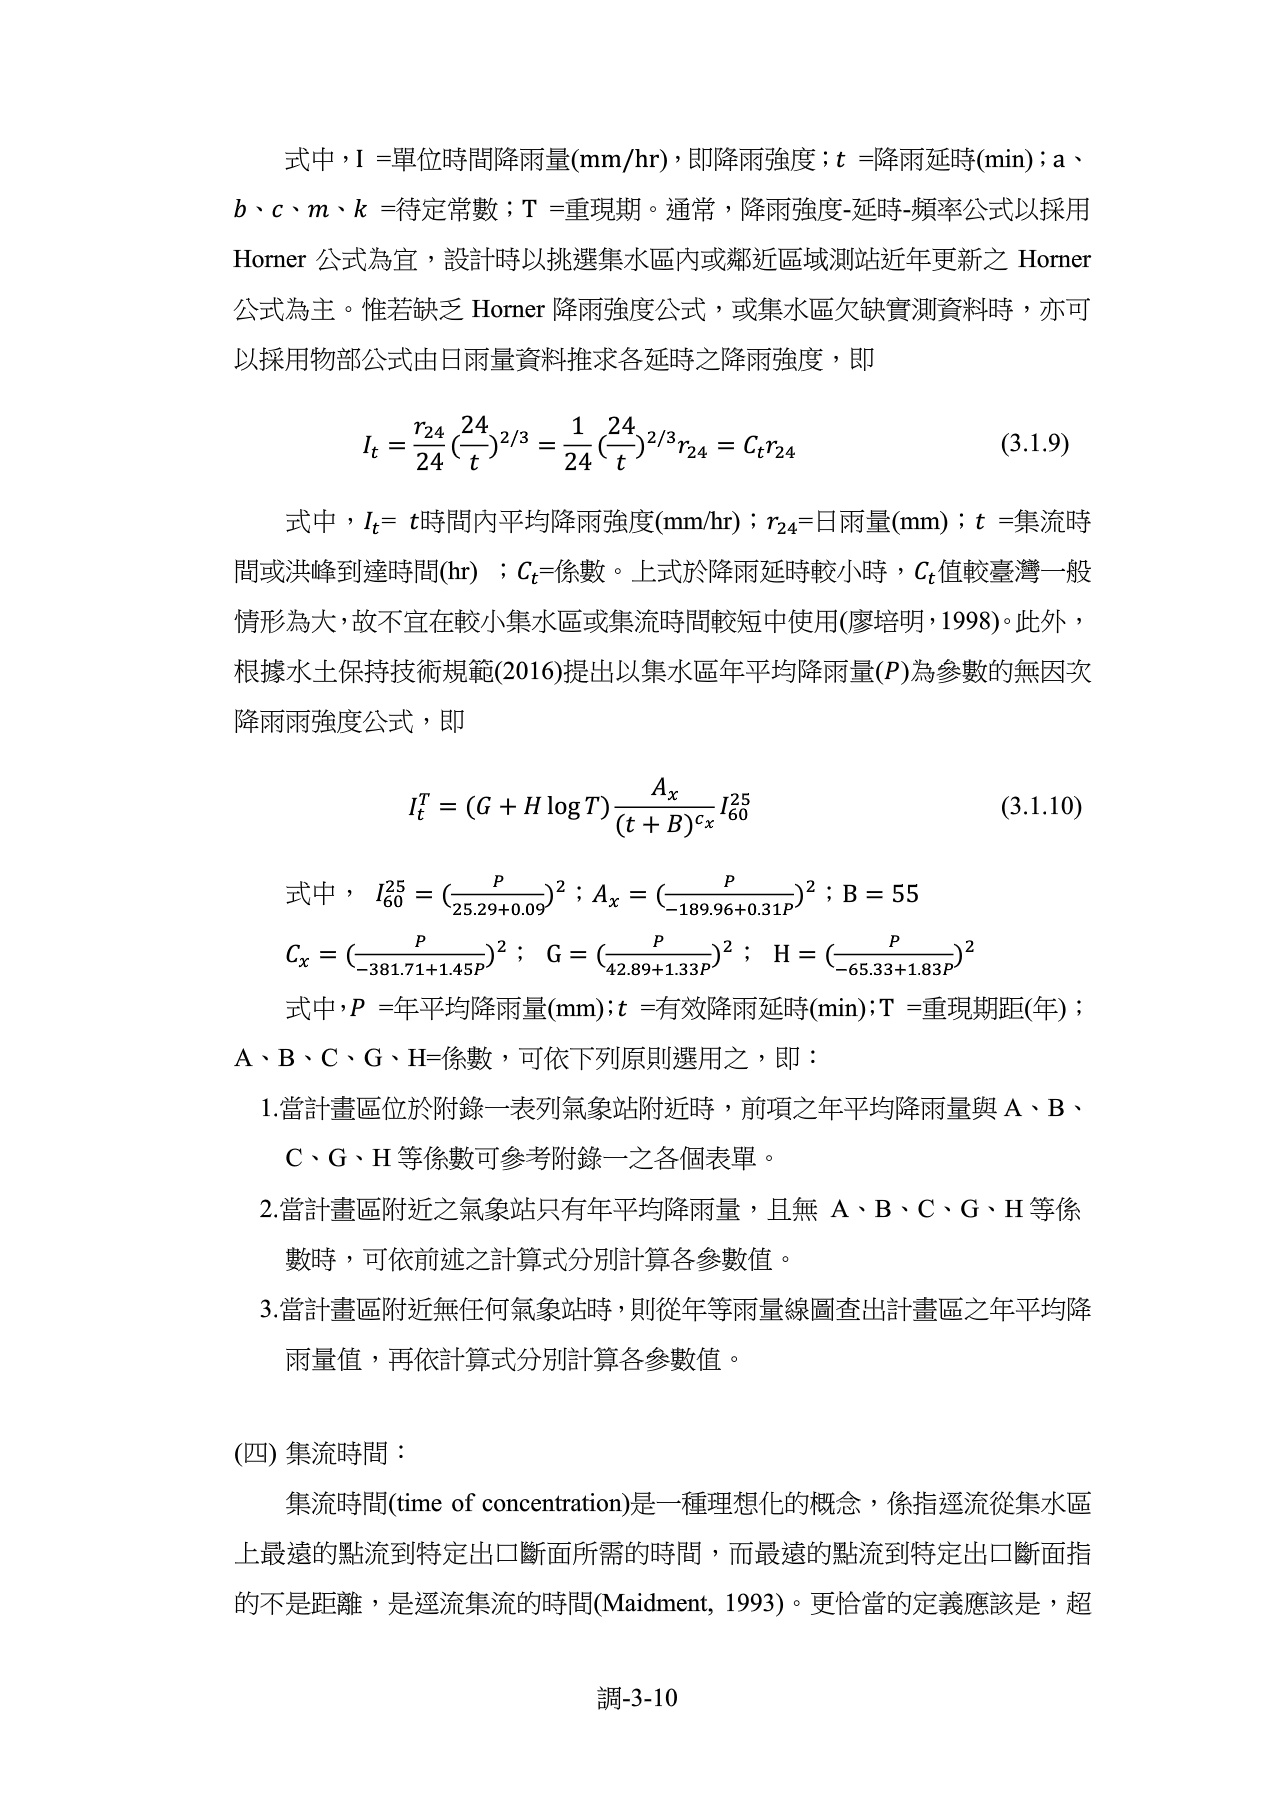 式中，I =單位時間降雨量(mm/hr)，即降雨強度；t =降雨延時(min)；a、
b、c、m、k =待定常數；T =重現期。通常，降雨強度-延時-頻率公式以採用
Horner 公式為宜，設計時以挑選集水區內或鄰近區域測站近年更新之 Horner
公式為主。惟若缺乏 Horner 降雨強度公式，或集水區欠缺實測資料時，亦可
以採用物部公式由日雨量資料推求各延時之降雨強度，即
I_t = \frac{r_{24}}{24}(\frac{24}{t})^{2/3} = \frac{1}{24}(\frac{24}{t})^{2/3}r_{24} = C_t r_{24} (3.1.9)
式中，I_t= t時間內平均降雨強度(mm/hr)；r_{24}=日雨量(mm)；t =集流時
間或洪峰到達時間(hr) ；C_t=係數。上式於降雨延時較小時，C_t值較臺灣一般
情形為大，故不宜在較小集水區或集流時間較短中使用(廖培明，1998)。此外，
根據水土保持技術規範(2016)提出以集水區年平均降雨量(P)為參數的無因次
降雨雨強度公式，即
I_t^T = (G + H log T)\frac{A_x}{(t + B)^{c_x}}I_{60}^{25} (3.1.10)
式中， I_{60}^{25} = (\frac{P}{25.29+0.09})^2；A_x = (\frac{P}{-189.96+0.31P})^2；B = 55
C_x = (\frac{P}{-381.71+1.45P})^2； G = (\frac{P}{42.89+1.33P})^2； H = (\frac{P}{-65.33+1.83P})^2
式中，P =年平均降雨量(mm)；t =有效降雨延時(min)；T =重現期距(年)；
A、B、C、G、H=係數，可依下列原則選用之，即：
1.當計畫區位於附錄一表列氣象站附近時，前項之年平均降雨量與 A、B、
C、G、H 等係數可參考附錄一之各個表單。
2.當計畫區附近之氣象站只有年平均降雨量，且無 A、B、C、G、H 等係
數時，可依前述之計算式分別計算各參數值。
3.當計畫區附近無任何氣象站時，則從年等雨量線圖查出計畫區之年平均降
雨量值，再依計算式分別計算各參數值。
(四) 集流時間：
集流時間(time of concentration)是一種理想化的概念，係指逕流從集水區
上最遠的點流到特定出口斷面所需的時間，而最遠的點流到特定出口斷面指
的不是距離，是逕流集流的時間(Maidment, 1993)。更恰當的定義應該是，超
調-3-10